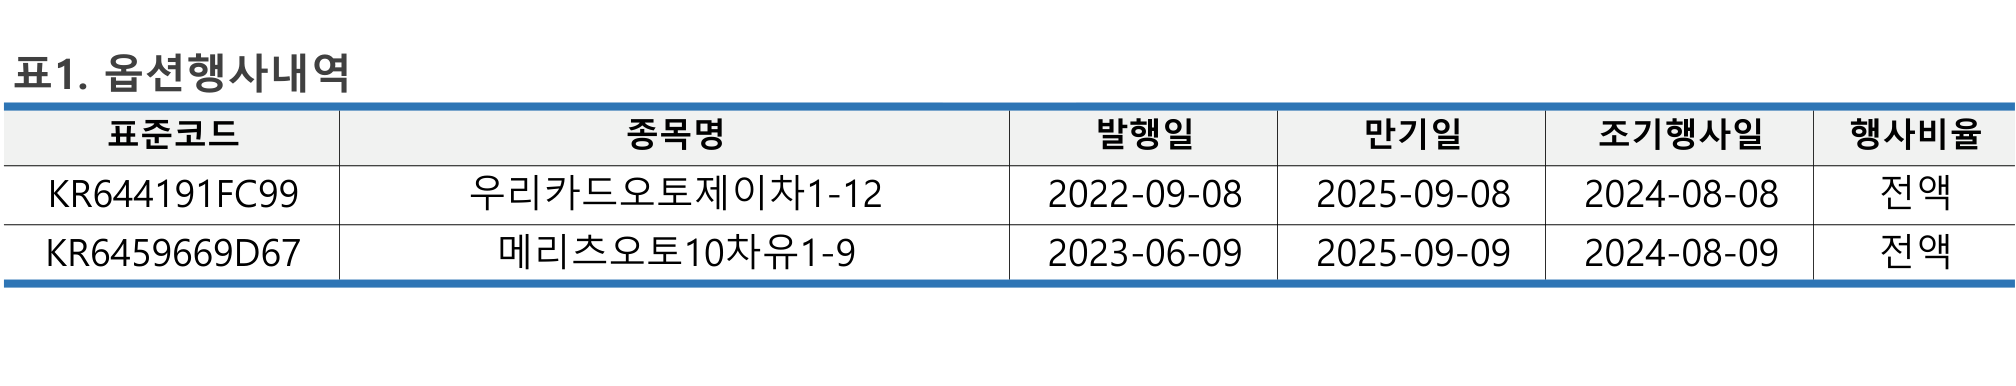 표1. 옵션행사내역
표준코드 종목명 발행일 만기일 조기행사일 행사비율
KR644191FC99 우리카드오토제이차1-12 2022-09-08 2025-09-08 2024-08-08 전액
KR6459669D67 메리츠오토10차유1-9 2023-06-09 2025-09-09 2024-08-09 전액